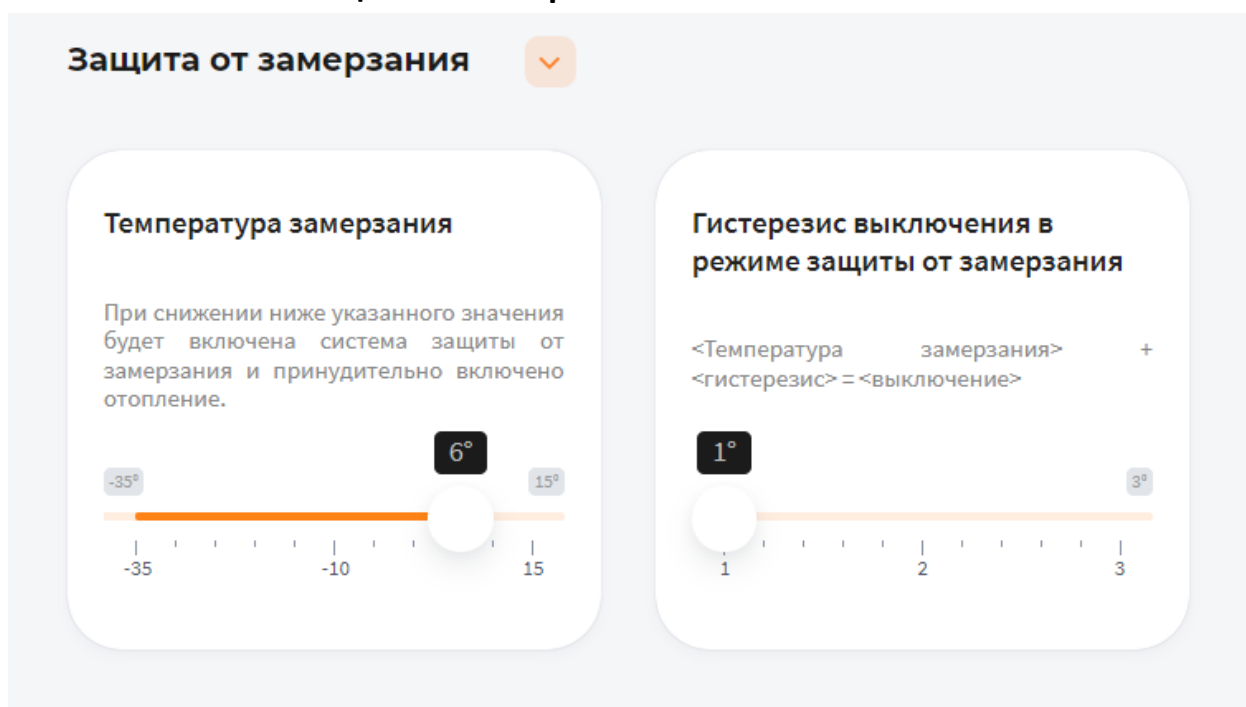 Защита от замерзания
Температура замерзания
При снижении ниже указанного значения
будет включена система защиты от
замерзания и принудительно включено
отопление.
6°
-35°
15°
-35
-10
15
Гистерезис выключения в
режиме защиты от замерзания
<Температура замерзания> +
<гистерезис> = <выключение>
1°
3°
1
2
3